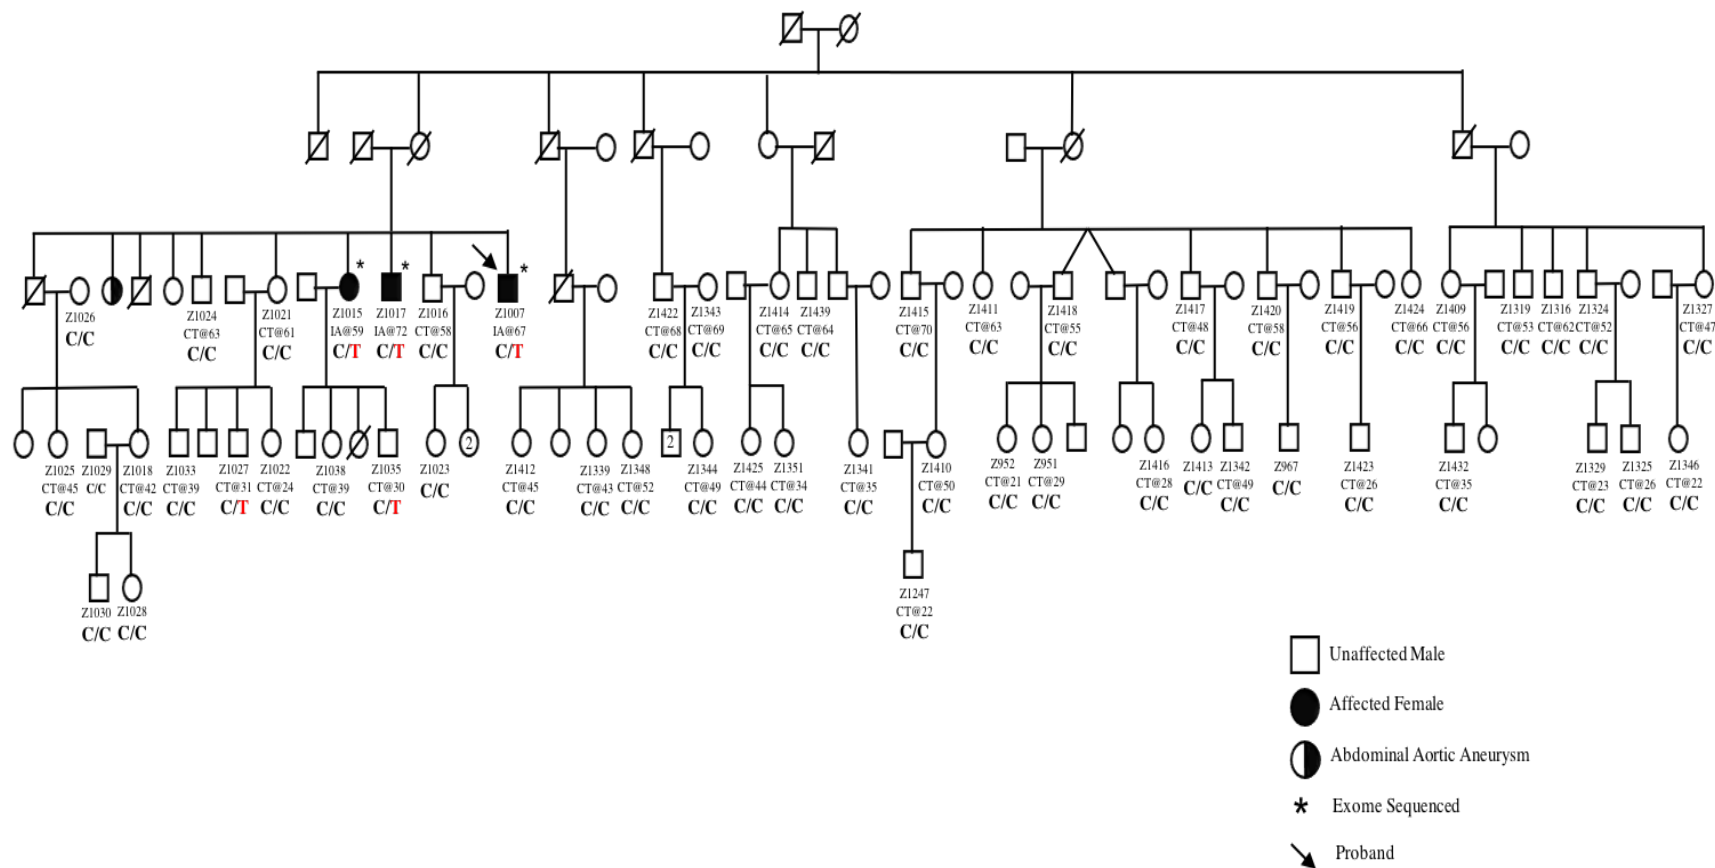 * * *
Z1026 Z1024 Z1021 Z1015 Z1017 Z1016 Z1007 Z1422 Z1343 Z1414 Z1439 Z1415 Z1411 Z1418 Z1417 Z1420 Z1419 Z1424 Z1409 Z1319 Z1316 Z1324 Z1327
CT@63 CT@61 IA@59 IA@72 CT@58 IA@67 CT@68 CT@69 CT@65 CT@64 CT@70 CT@63 CT@55 CT@48 CT@58 CT@56 CT@66 CT@56 CT@53 CT@62 CT@52 CT@47
C/C C/C C/C C/T C/T C/C C/T C/C C/C C/C C/C C/C C/C C/C C/C C/C C/C C/C C/C C/C C/C C/C C/C
2 2
Z1025 Z1029 Z1018 Z1033 Z1027 Z1022 Z1038 Z1035 Z1023 Z1412 Z1339 Z1348 Z1344 Z1425 Z1351 Z1341 Z1410 Z952 Z951 Z1416 Z1413 Z1342 Z967 Z1423 Z1432 Z1329 Z1325 Z1346
CT@45 C/C CT@42 CT@39 CT@31 CT@24 CT@39 CT@30 C/C CT@45 CT@43 CT@52 CT@49 CT@44 CT@34 CT@35 CT@50 CT@21 CT@29 CT@28 C/C CT@49 C/C CT@26 CT@35 CT@23 CT@26 CT@22
C/C C/C C/C C/T C/C C/C C/T C/C C/C C/C C/C C/C C/C C/C C/C C/C C/C C/C C/C C/C C/C C/C C/C C/C
Z1030 Z1028 Z1247
CT@22
C/C C/C C/C
Unaffected Male
Affected Female
Abdominal Aortic Aneurysm
* Exome Sequenced
Proband